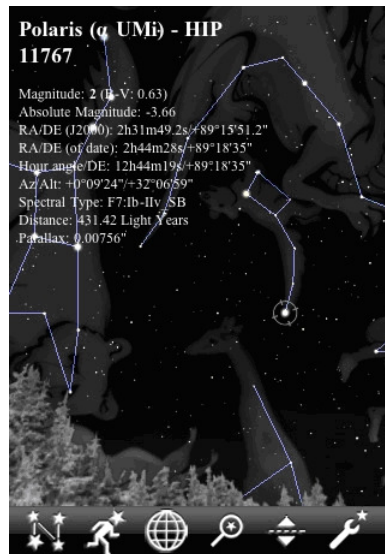 Polaris (α UMi) - HIP
11767
Magnitude: 2 (B-V: 0.63)
Absolute Magnitude: -3.66
RA/DE (J2000): 2h31m49.2s/+89°15'51.2"
RA/DE (of date): 2h44m28s/+89°18'35"
Hour angle/DE: 12h44m19s/+89°18'35"
Az/Alt: +0°09'24"/+32°06'59"
Spectral Type: F7:Ib-IIv SB
Distance: 431.42 Light Years
Parallax: 0.00756"